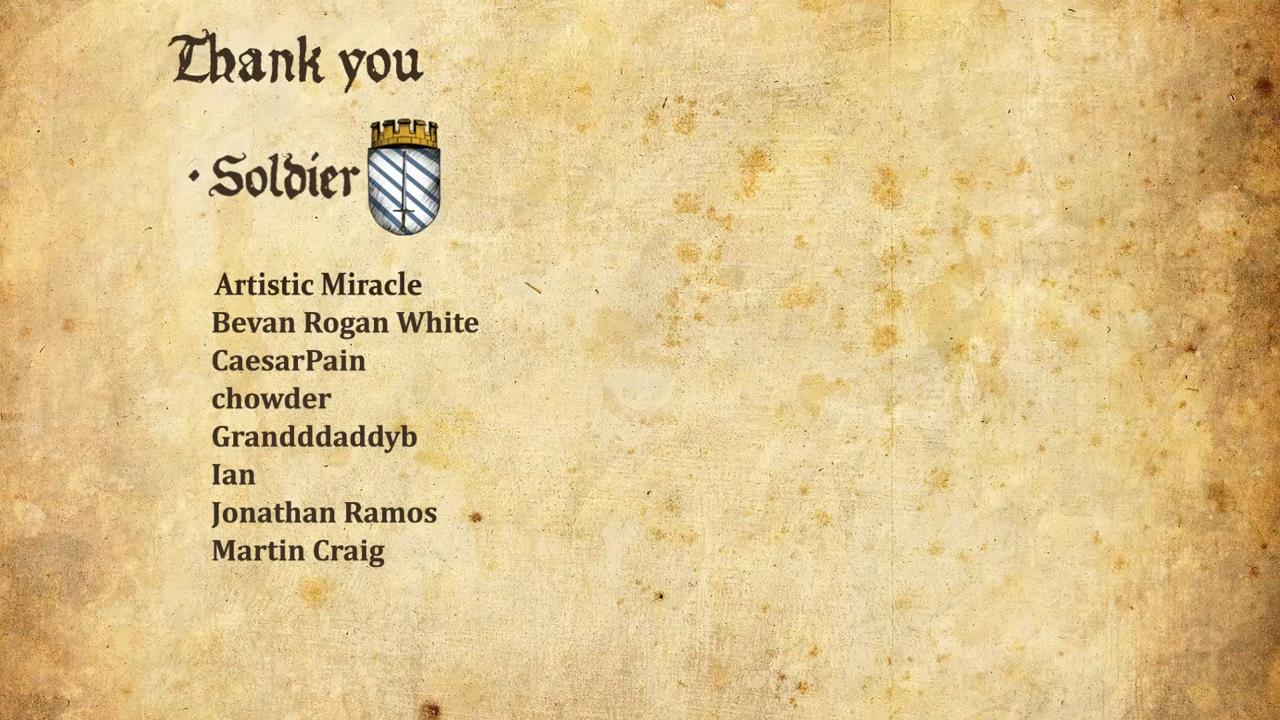 Thank you
· Soldier
Artistic Miracle
Bevan Rogan White
CaesarPain
chowder
Grandddaddyb
Ian
Jonathan Ramos
Martin Craig